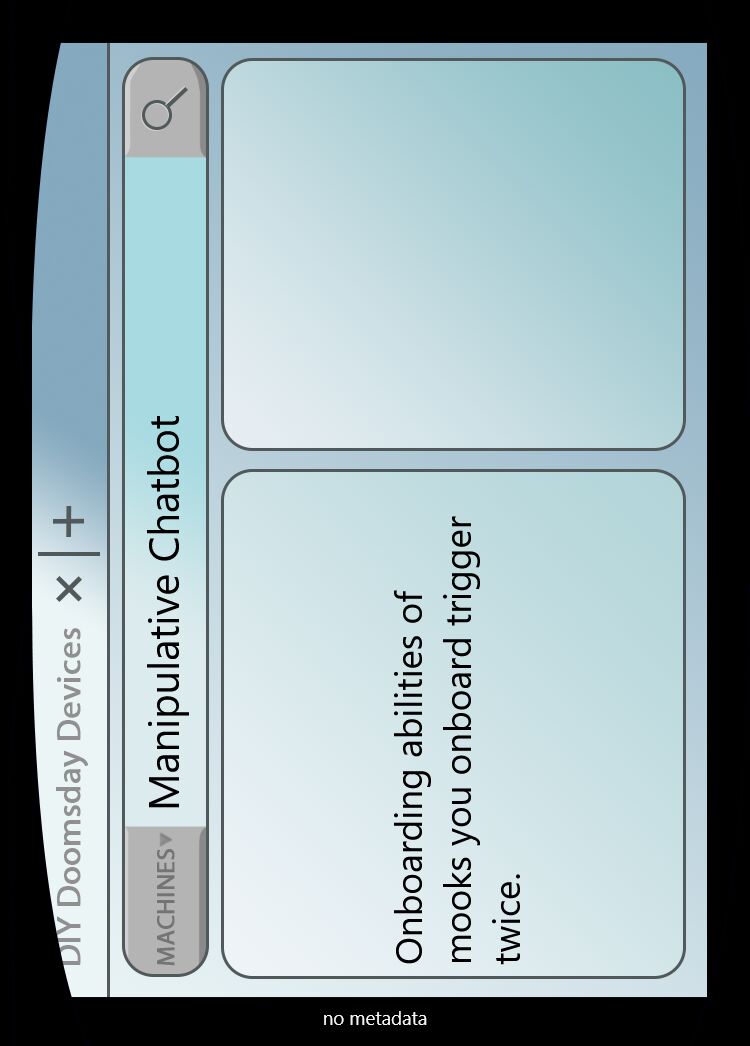 DIY Doomsday Devices × | +
MACHINES▾ Manipulative Chatbot
Onboarding abilities of
mooks you onboard trigger
twice.
no metadata